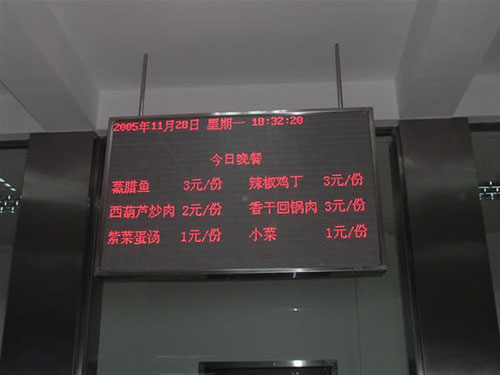 2005年11月28日 星期一 18:32:20
今日晚餐
蒸腊鱼 3元/份 辣椒鸡丁 3元/份
西葫芦炒肉 2元/份 香干回锅肉 3元/份
紫菜蛋汤 1元/份 小菜 1元/份